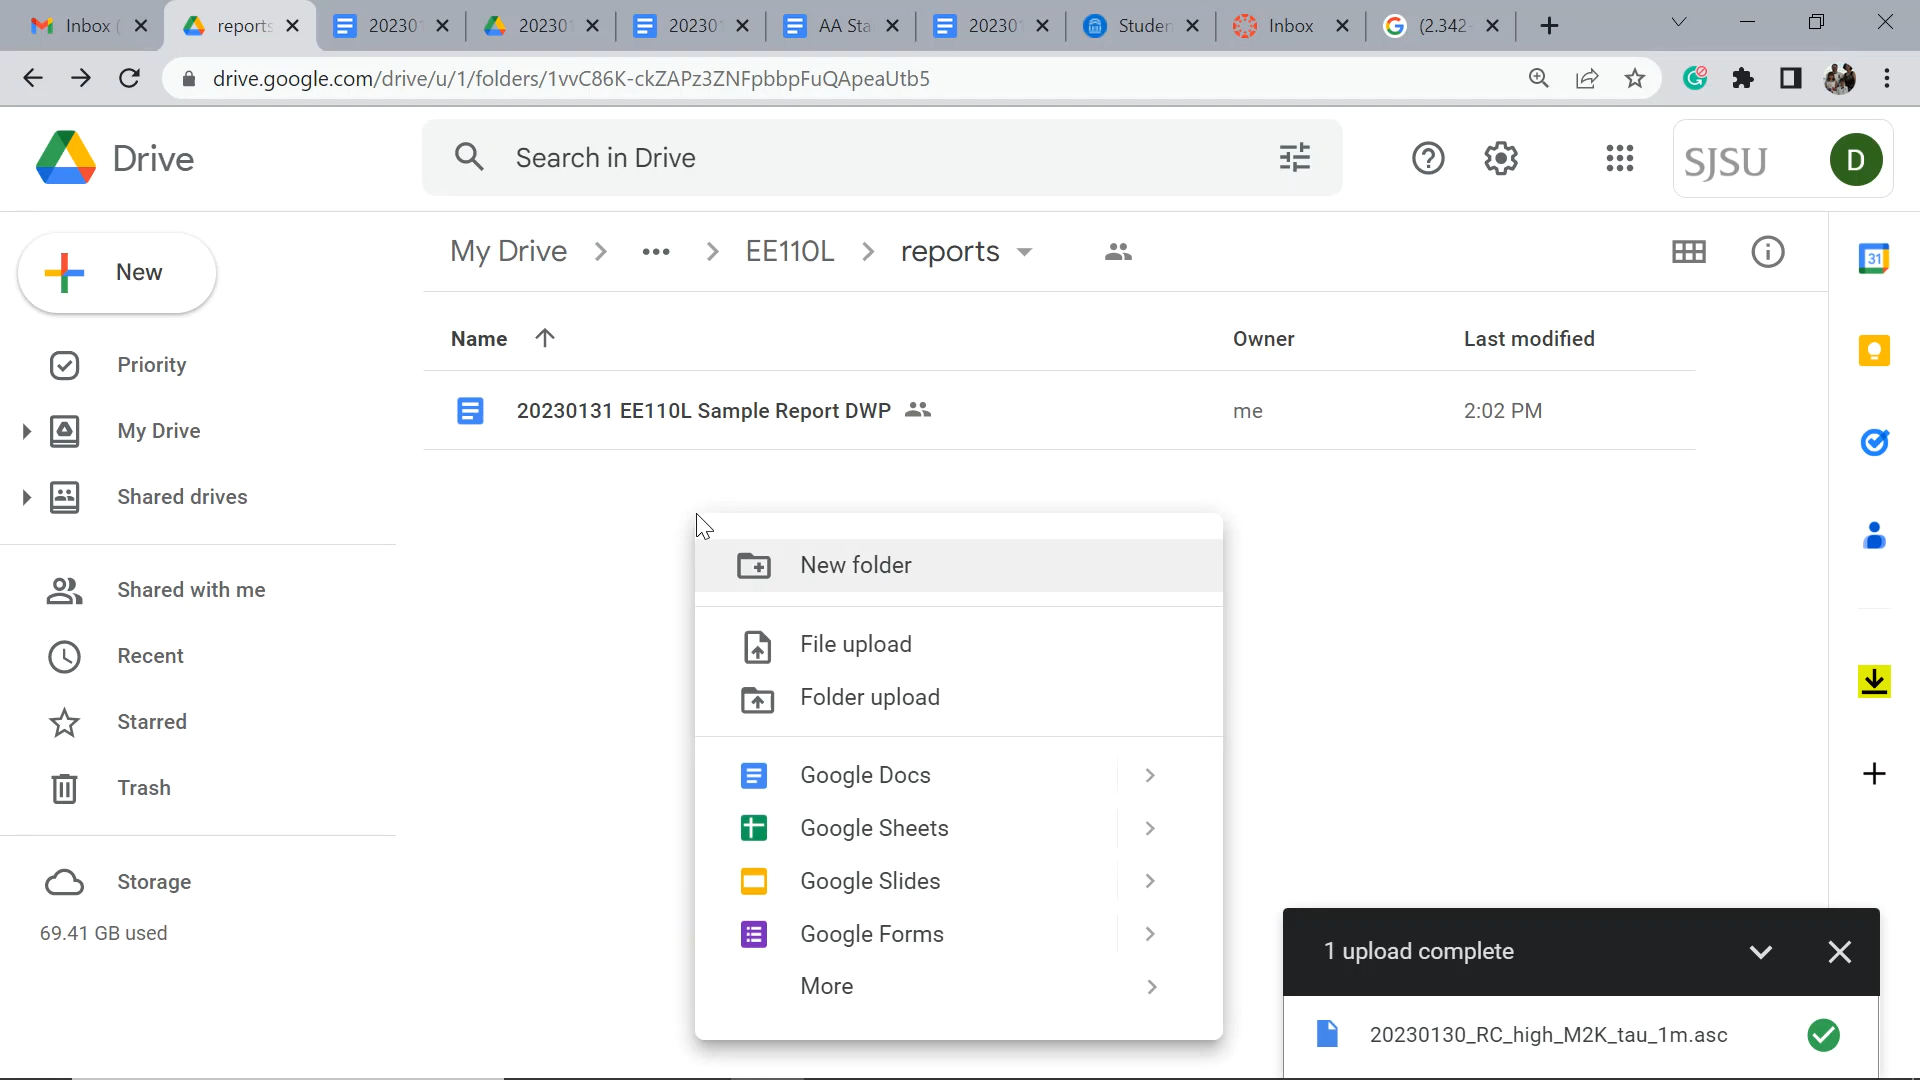 Inbox (
reports
20230
20230
20230
AA Sta
20230
Studen
Inbox
(2.342
drive.google.com/drive/u/1/folders/1vvC86K-ckZAPz3ZNFpbbpFuQApeaUtb5
Drive
Search in Drive
SJSU
D
New
My Drive
EE110L
reports
31
Name
Owner
Last modified
Priority
20230131 EE110L Sample Report DWP
me
2:02 PM
My Drive
Shared drives
New folder
Shared with me
File upload
Recent
Folder upload
Starred
Google Docs
Trash
Google Sheets
Storage
Google Slides
69.41 GB used
Google Forms
1 upload complete
More
20230130_RC_high_M2K_tau_1m.asc